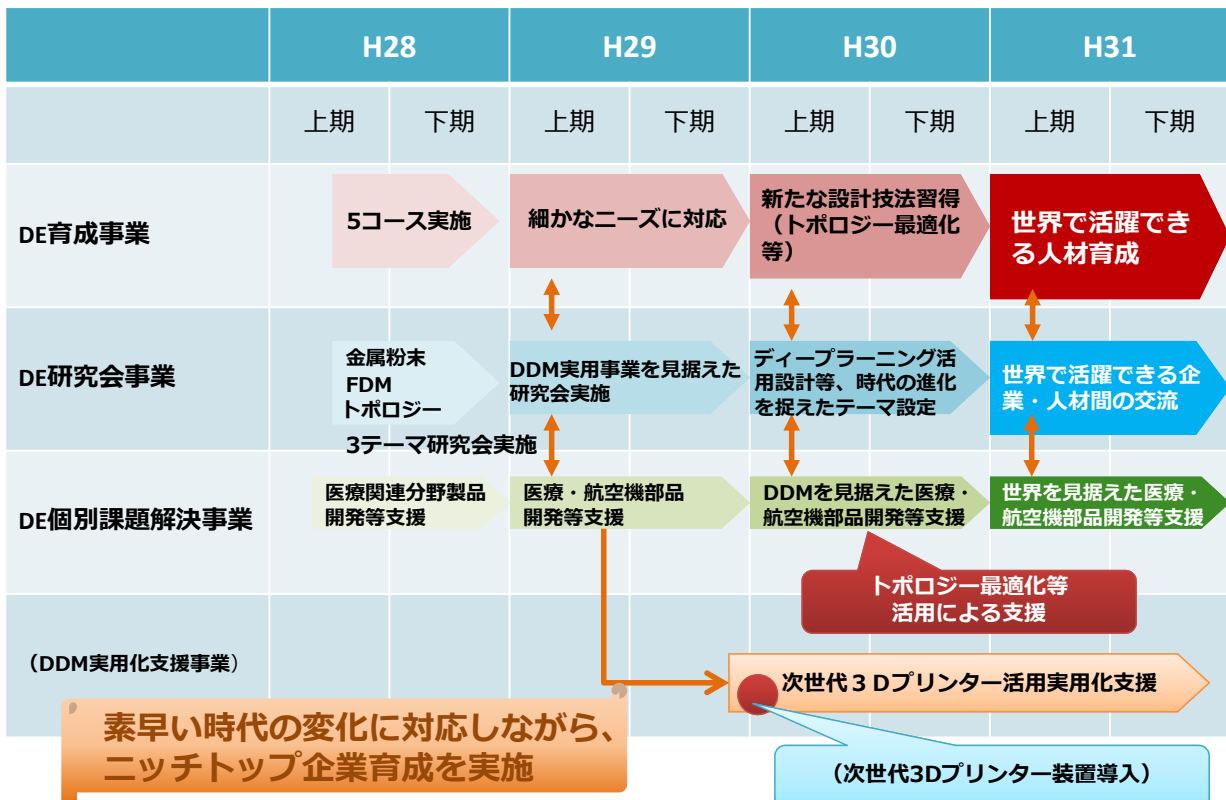 H28
H29
H30
H31
上期
下期
上期
下期
上期
下期
上期
下期
DE育成事業
5コース実施
細かなニーズに対応
新たな設計技法習得
（トポロジー最適化
等）
世界で活躍でき
る人材育成
DE研究会事業
金属粉末
FDM
トポロジー
3テーマ研究会実施
DDM実用事業を見据えた
研究会実施
ディープラーニング活
用設計等、時代の進化
を捉えたテーマ設定
世界で活躍できる企
業・人材間の交流
DE個別課題解決事業
医療関連分野製品
開発等支援
医療・航空機部品
開発等支援
DDMを見据えた医療・
航空機部品開発等支援
世界を見据えた医療・
航空機部品開発等支援
トポロジー最適化等
活用による支援
（DDM実用化支援事業）
次世代３Dプリンター活用実用化支援
素早い時代の変化に対応しながら、
ニッチトップ企業育成を実施
（次世代3Dプリンター装置導入）